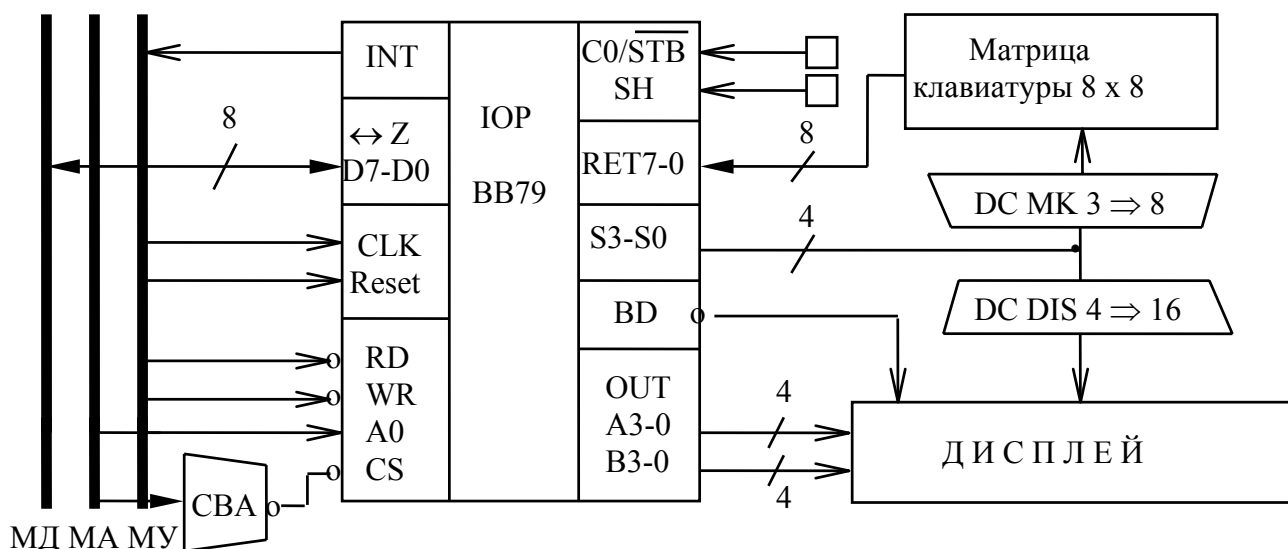 INT
↔ Z
D7-D0
CLK
Reset
RD
WR
A0
CS
IOP
BB79
C0/S̅T̅B̅
SH
RET7-0
S3-S0
BD
OUT
A3-0
B3-0
8
8
4
4
4
Матрица
клавиатуры 8 x 8
DC MK 3 ⇒ 8
DC DIS 4 ⇒ 16
Д И С П Л Е Й
СВА
МД МА МУ